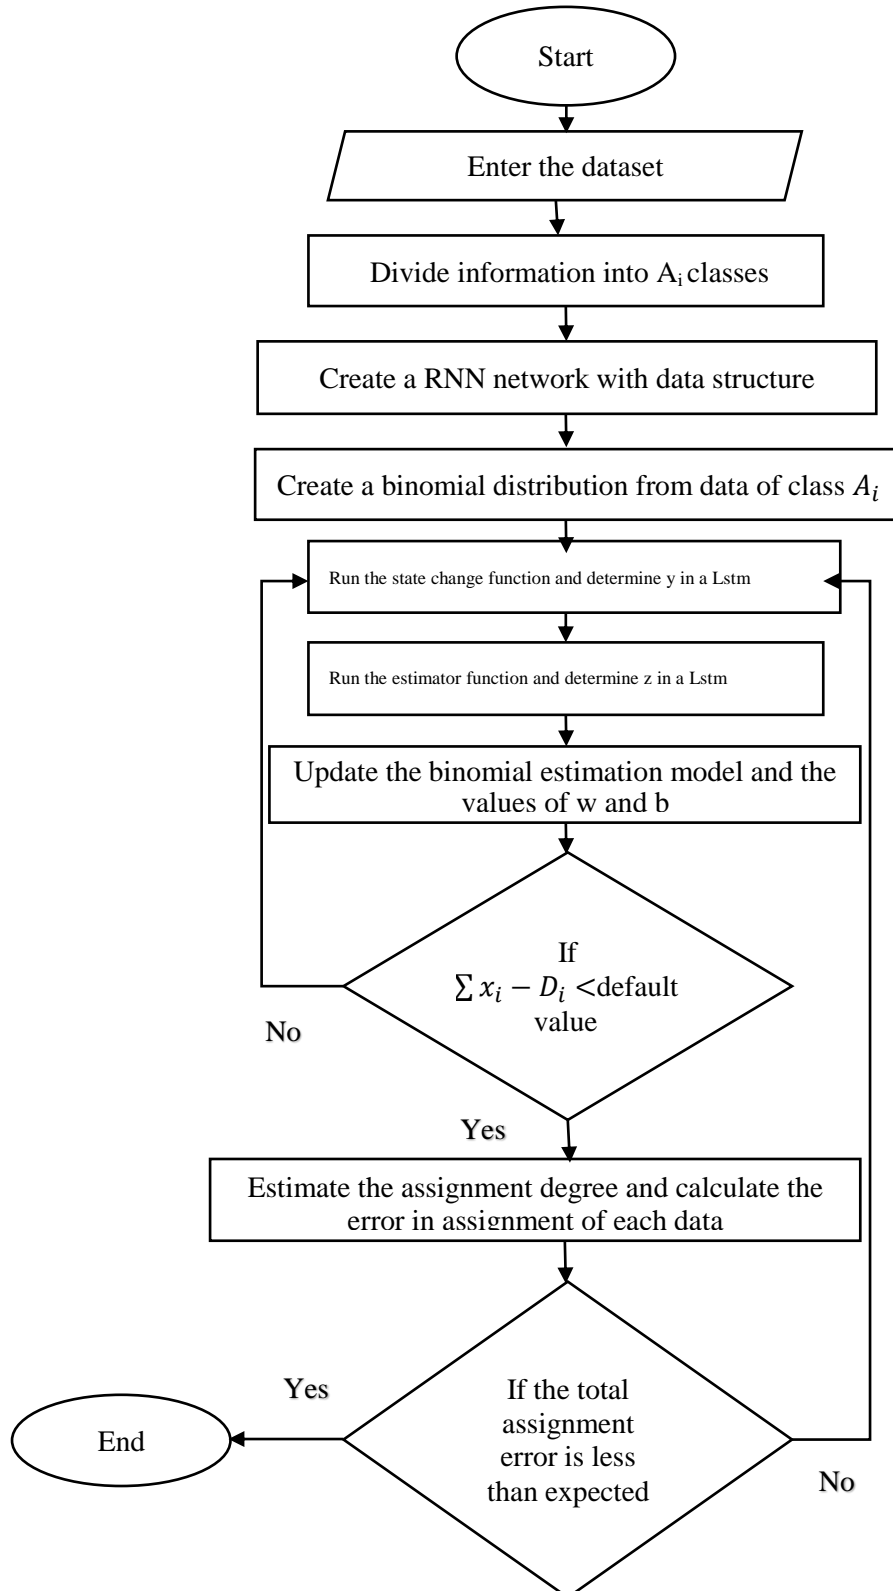 Start
Enter the dataset
Divide information into Aᵢ classes
Create a RNN network with data structure
Create a binomial distribution from data of class 𝐴ᵢ
Run the state change function and determine y in a Lstm
Run the estimator function and determine z in a Lstm
Update the binomial estimation model and the
values of w and b
If
∑ 𝑥ᵢ − 𝐷ᵢ <default
value
No
Yes
Estimate the assignment degree and calculate the
error in assignment of each data
If the total
assignment
error is less
than expected
Yes
End
No